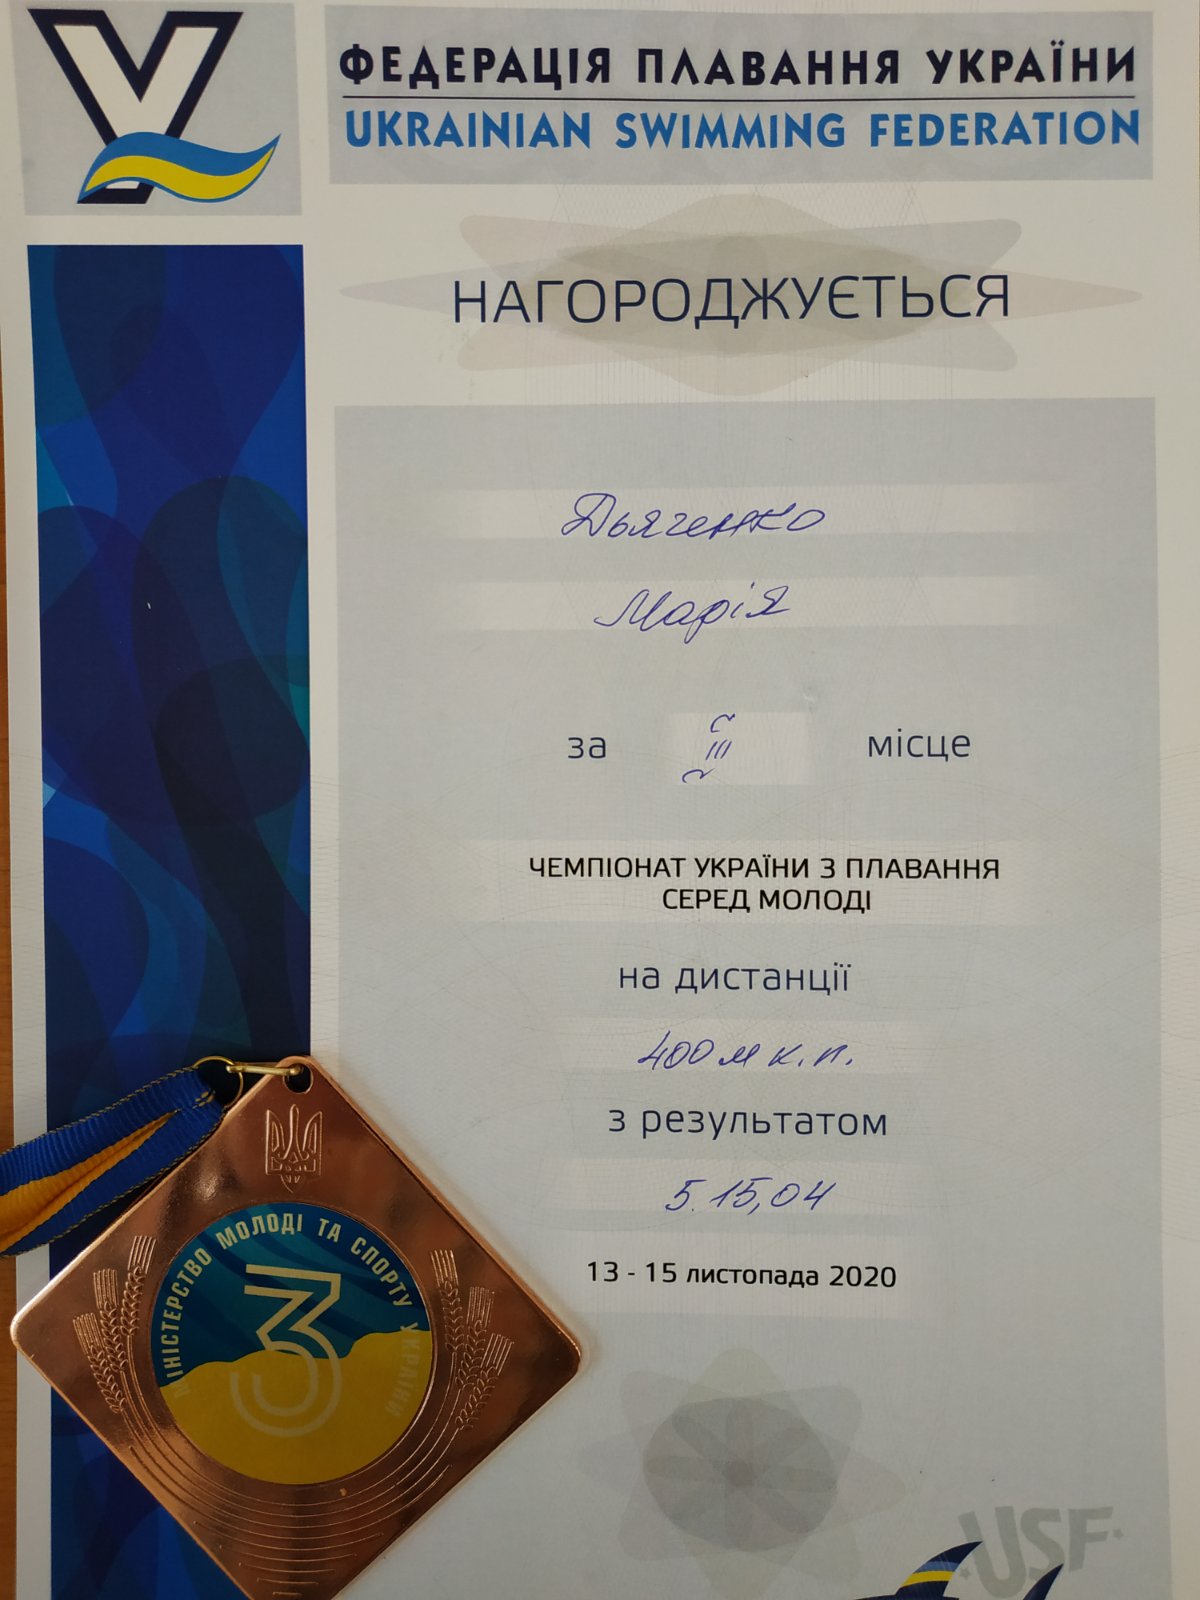 ФЕДЕРАЦІЯ ПЛАВАННЯ УКРАЇНИ
UKRAINIAN SWIMMING FEDERATION
НАГОРОДЖУЄТЬСЯ
Дьяченко
Марія
за III місце
ЧЕМПІОНАТ УКРАЇНИ З ПЛАВАННЯ
СЕРЕД МОЛОДІ
на дистанції
400 м к.п.
з результатом
5.15,04
13 - 15 листопада 2020
МІНІСТЕРСТВО МОЛОДІ ТА СПОРТУ УКРАЇНИ
3
USF